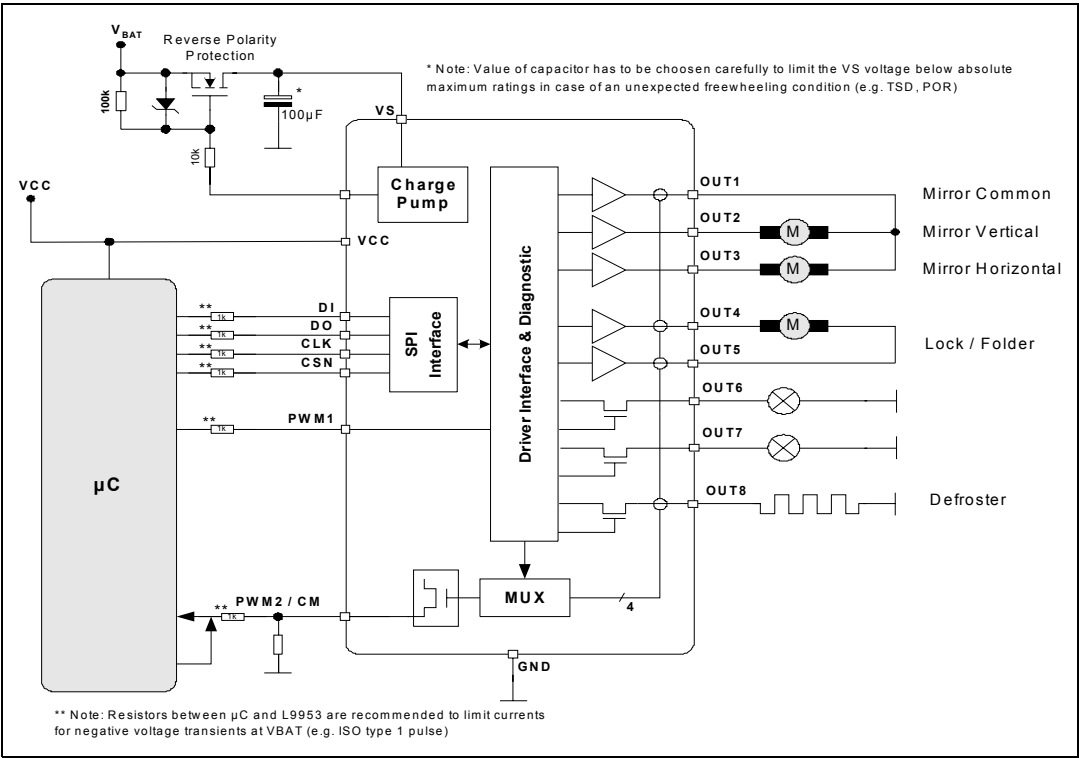 VBAT
Reverse Polarity
Protection
* Note: Value of capacitor has to be choosen carefully to limit the VS voltage below absolute
maximum ratings in case of an unexpected freewheeling condition (e.g. TSD, POR)
100k
*
100µF
VS
10k
Charge
Pump
VCC
VCC
OUT1
Mirror Common
OUT2
M
Mirror Vertical
OUT3
M
Mirror Horizontal
Driver Interface & Diagnostic
** 1k DI
** 1k DO
** 1k CLK
** 1k CSN
SPI
Interface
OUT4
M
OUT5
Lock / Folder
OUT6
** 1k PWM1
OUT7
µC
OUT8
Defroster
MUX
4
** 1k PWM2 / CM
GND
** Note: Resistors between µC and L9953 are recommended to limit currents
for negative voltage transients at VBAT (e.g. ISO type 1 pulse)